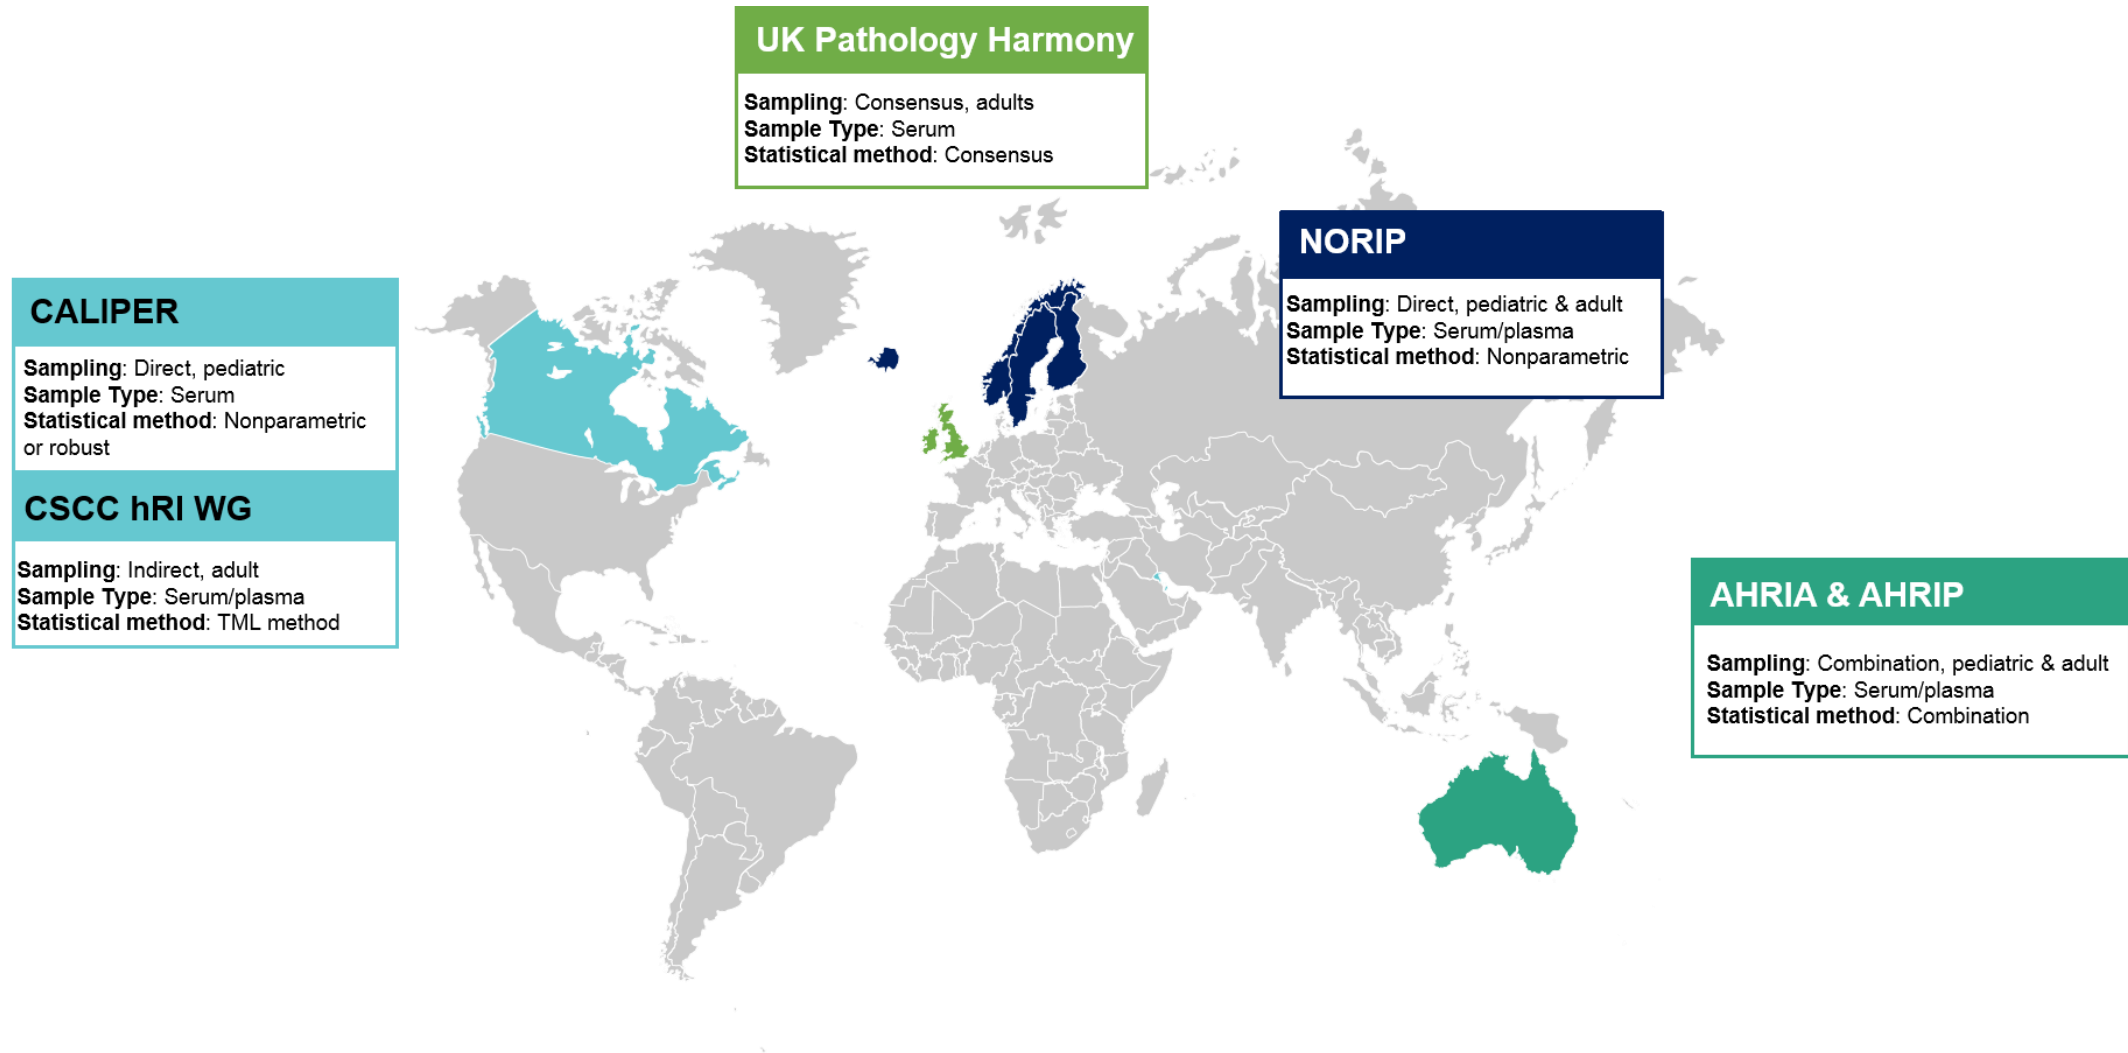 UK Pathology Harmony
Sampling: Consensus, adults
Sample Type: Serum
Statistical method: Consensus
NORIP
Sampling: Direct, pediatric & adult
Sample Type: Serum/plasma
Statistical method: Nonparametric
CALIPER
Sampling: Direct, pediatric
Sample Type: Serum
Statistical method: Nonparametric
or robust
CSCC hRI WG
Sampling: Indirect, adult
Sample Type: Serum/plasma
Statistical method: TML method
AHRIA & AHRIP
Sampling: Combination, pediatric & adult
Sample Type: Serum/plasma
Statistical method: Combination